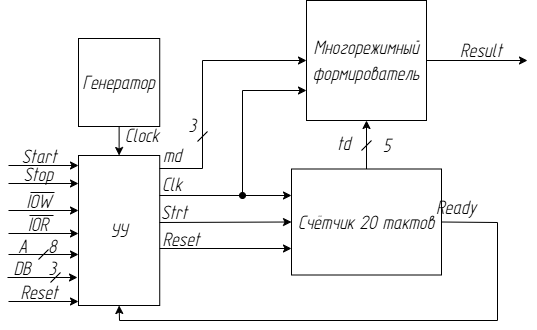 Многорежимный
формирователь
Result
Генератор
Clock
3
td
5
md
Start
Stop
Clk
IOW
УУ
Strt
Счётчик 20 тактов
Ready
IOR
Reset
A
8
DB
3
Reset